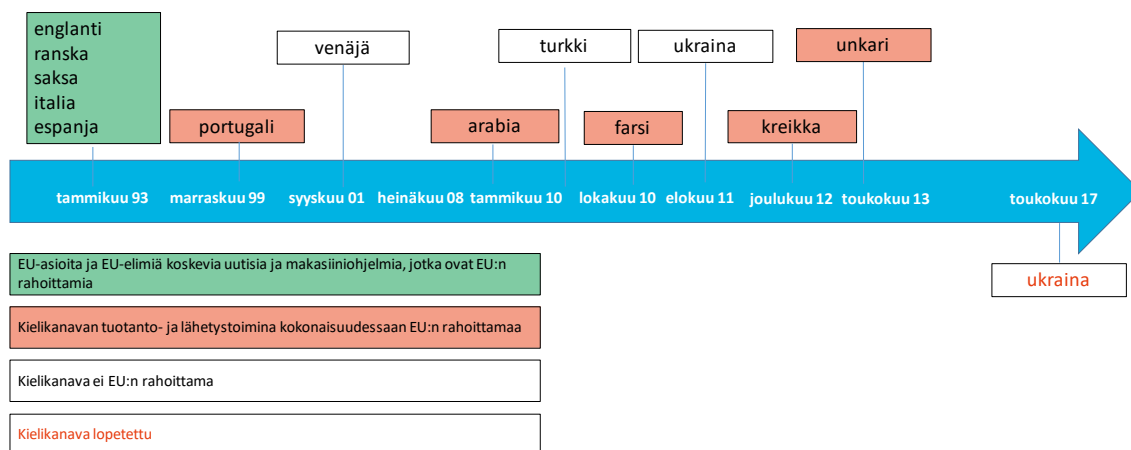 englanti
ranska
saksa
italia
espanja
venäjä
turkki
ukraina
unkari
portugali
arabia
farsi
kreikka
tammikuu 93
marraskuu 99
syyskuu 01
heinäkuu 08
tammikuu 10
lokakuu 10
elokuu 11
joulukuu 12
toukokuu 13
toukokuu 17
ukraina
EU-asioita ja EU-elimiä koskevia uutisia ja makasiiniohjelmia, jotka ovat EU:n
rahoittamia
Kielikanavan tuotanto- ja lähetystoimina kokonaisuudessaan EU:n rahoittamaa
Kielikanava ei EU:n rahoittama
Kielikanava lopetettu